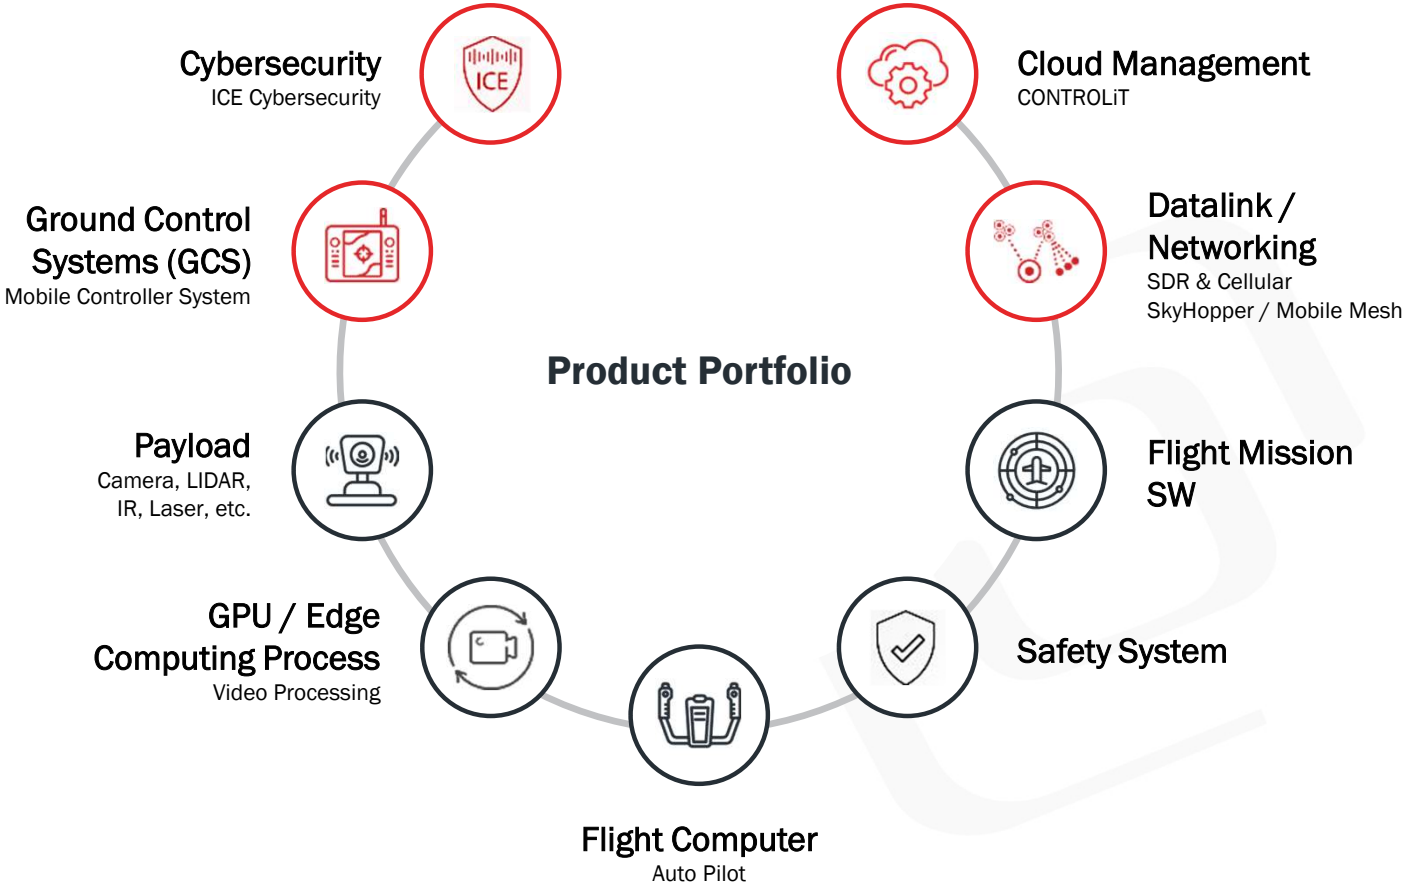 Cybersecurity
ICE Cybersecurity
ICE
Cloud Management
CONTROLiT
Ground Control
Systems (GCS)
Mobile Controller System
Datalink /
Networking
SDR & Cellular
SkyHopper / Mobile Mesh
Product Portfolio
Payload
Camera, LIDAR,
IR, Laser, etc.
Flight Mission
SW
GPU / Edge
Computing Process
Video Processing
Safety System
Flight Computer
Auto Pilot